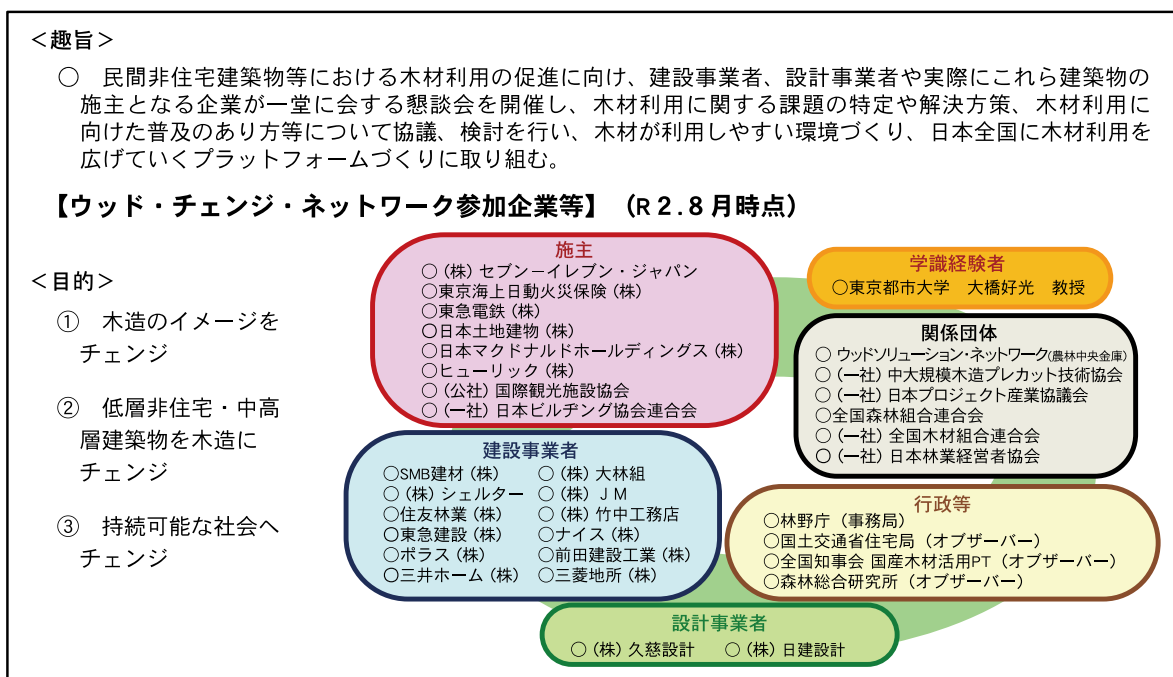 ＜趣旨＞
○　民間非住宅建築物等における木材利用の促進に向け、建設事業者、設計事業者や実際にこれら建築物の
施主となる企業が一堂に会する懇談会を開催し、木材利用に関する課題の特定や解決方策、木材利用に
向けた普及のあり方等について協議、検討を行い、木材が利用しやすい環境づくり、日本全国に木材利用を
広げていくプラットフォームづくりに取り組む。
【ウッド・チェンジ・ネットワーク参加企業等】（R２.８月時点）
＜目的＞
①　木造のイメージを
チェンジ
②　低層非住宅・中高
層建築物を木造に
チェンジ
③　持続可能な社会へ
チェンジ
施主
○（株）セブン－イレブン・ジャパン
○東京海上日動火災保険（株）
○東急電鉄（株）
○日本土地建物（株）
○日本マクドナルドホールディングス（株）
○ヒューリック（株）
○（公社）国際観光施設協会
○（一社）日本ビルヂング協会連合会
学識経験者
○東京都市大学　大橋好光　教授
関係団体
○ウッドソリューション・ネットワーク(農林中央金庫)
○（一社）中大規模木造プレカット技術協会
○（一社）日本プロジェクト産業協議会
○全国森林組合連合会
○（一社）全国木材組合連合会
○（一社）日本林業経営者協会
建設事業者
○SMB建材（株）　○（株）大林組
○（株）シェルター　○（株）ＪＭ
○住友林業（株）　○（株）竹中工務店
○東急建設（株）　○ナイス（株）
○ポラス（株）　○前田建設工業（株）
○三井ホーム（株）　○三菱地所（株）
行政等
○林野庁（事務局）
○国土交通省住宅局（オブザーバー）
○全国知事会 国産木材活用PT（オブザーバー）
○森林総合研究所（オブザーバー）
設計事業者
○（株）久慈設計　○（株）日建設計